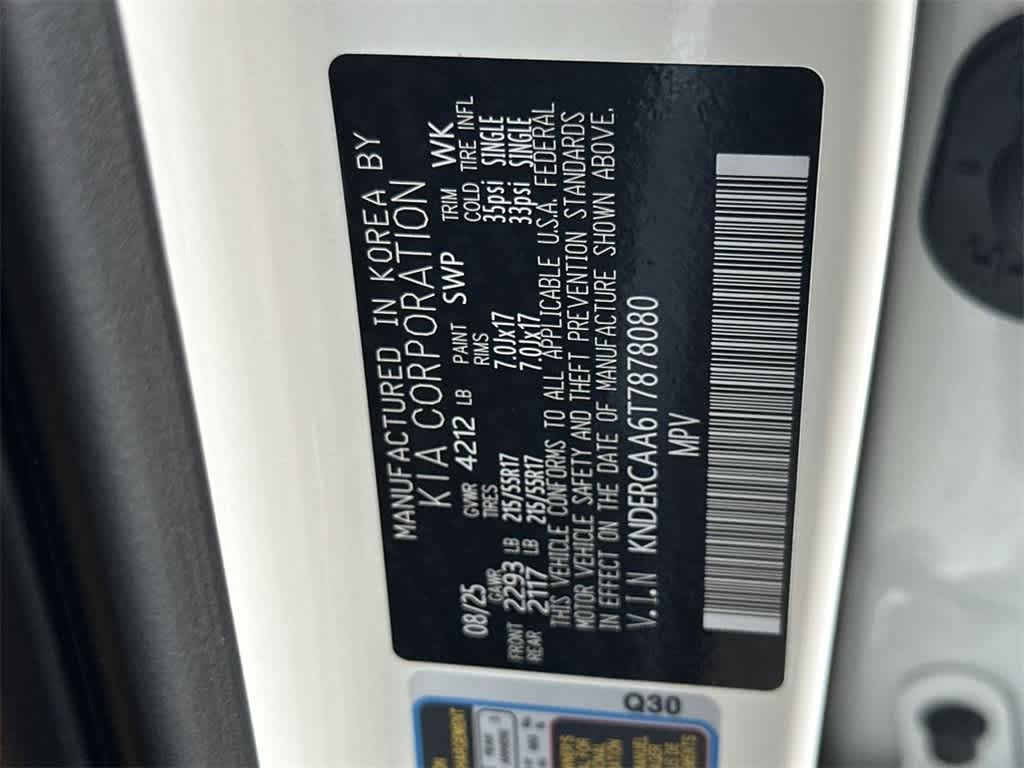 MANUFACTURED IN KOREA BY
KIA CORPORATION
08/25 GVWR 4212 LB PAINT SWP TRIM WK
GAWR TIRES RIMS COLD TIRE INFL
FRONT 2293 LB 215/55R17 7.0Jx17 35psi SINGLE
REAR 2117 LB 215/55R17 7.0Jx17 33psi SINGLE
THIS VEHICLE CONFORMS TO ALL APPLICABLE U.S.A. FEDERAL
MOTOR VEHICLE SAFETY AND THEFT PREVENTION STANDARDS
IN EFFECT ON THE DATE OF MANUFACTURE SHOWN ABOVE.
V.I.N KNDERCAA6T7878080
MPV
Q30